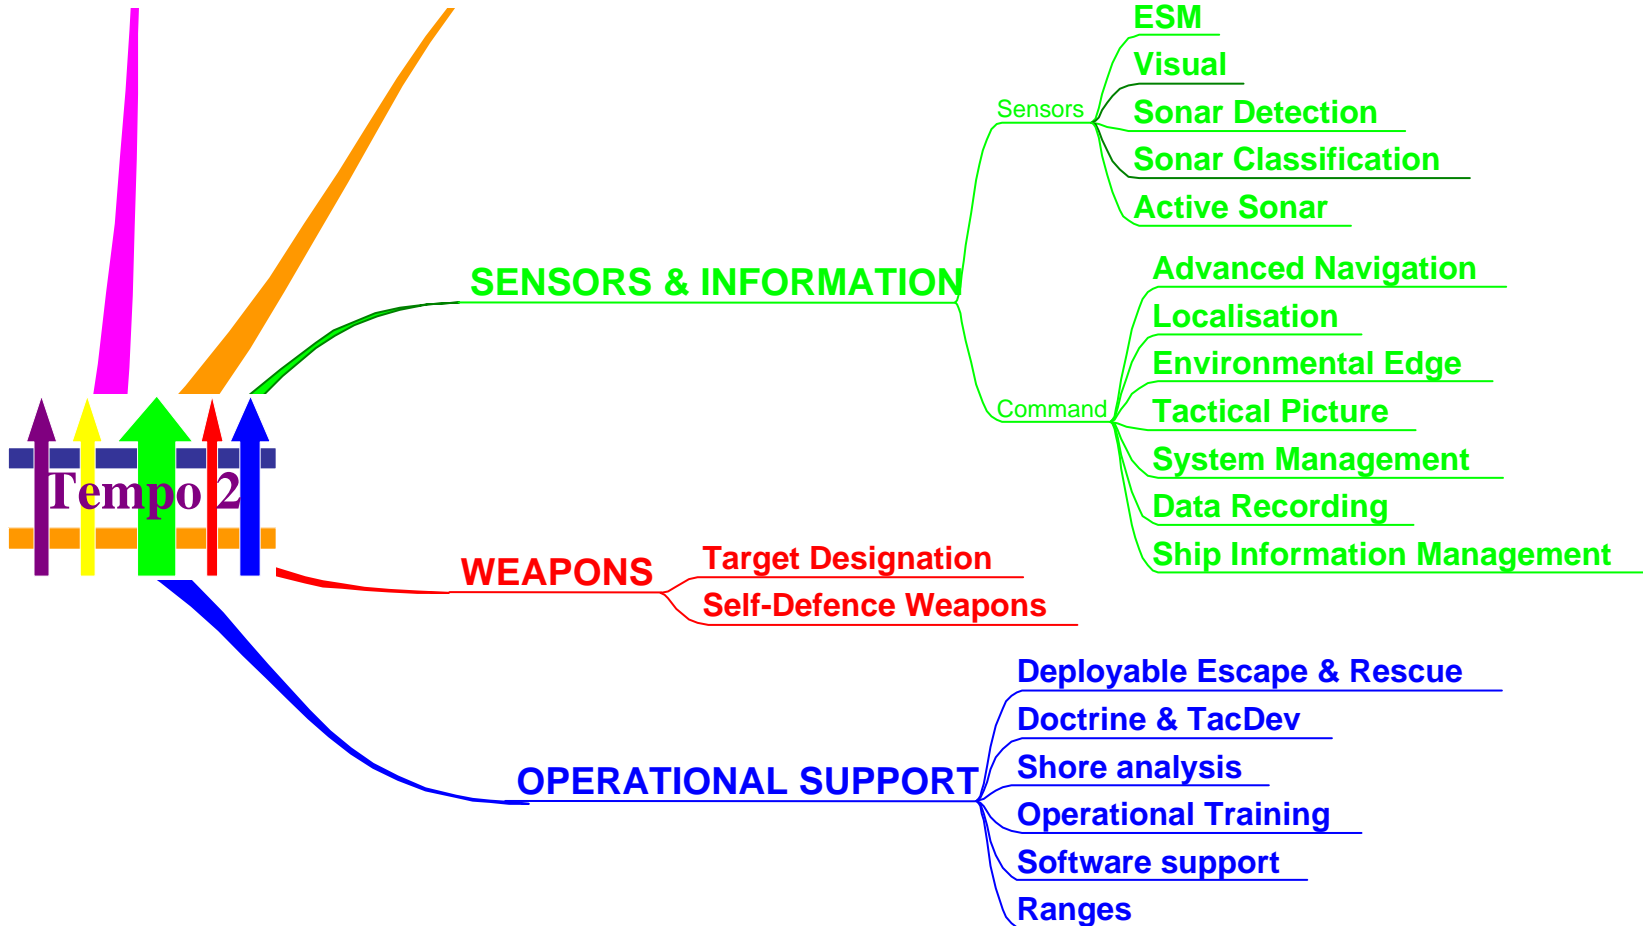 ESM
Visual
Sensors
Sonar Detection
Sonar Classification
Active Sonar
SENSORS & INFORMATION
Advanced Navigation
Localisation
Environmental Edge
Command
Tactical Picture
System Management
Data Recording
Ship Information Management
Tempo 2
WEAPONS
Target Designation
Self-Defence Weapons
OPERATIONAL SUPPORT
Deployable Escape & Rescue
Doctrine & TacDev
Shore analysis
Operational Training
Software support
Ranges